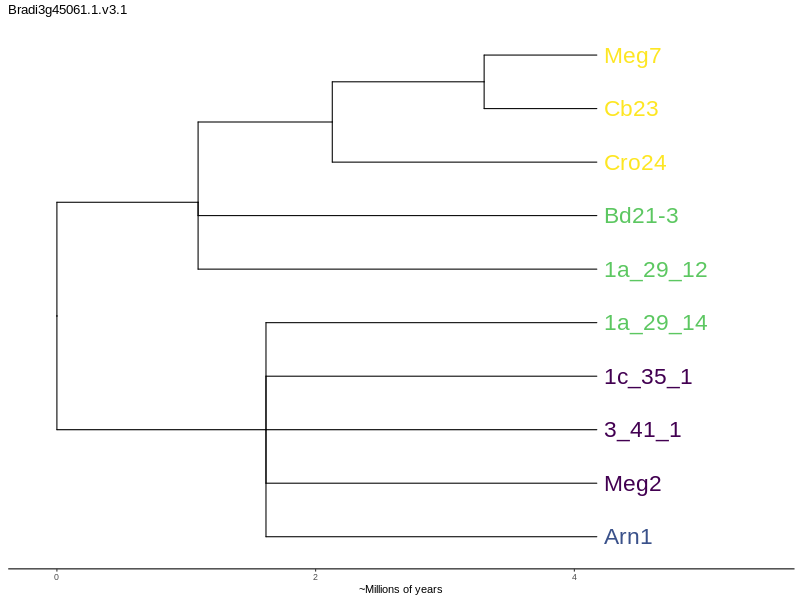 Bradi3g45061.1.v3.1
Meg7
Cb23
Cro24
Bd21-3
1a_29_12
1a_29_14
1c_35_1
3_41_1
Meg2
Arn1
0 2 4
~Millions of years